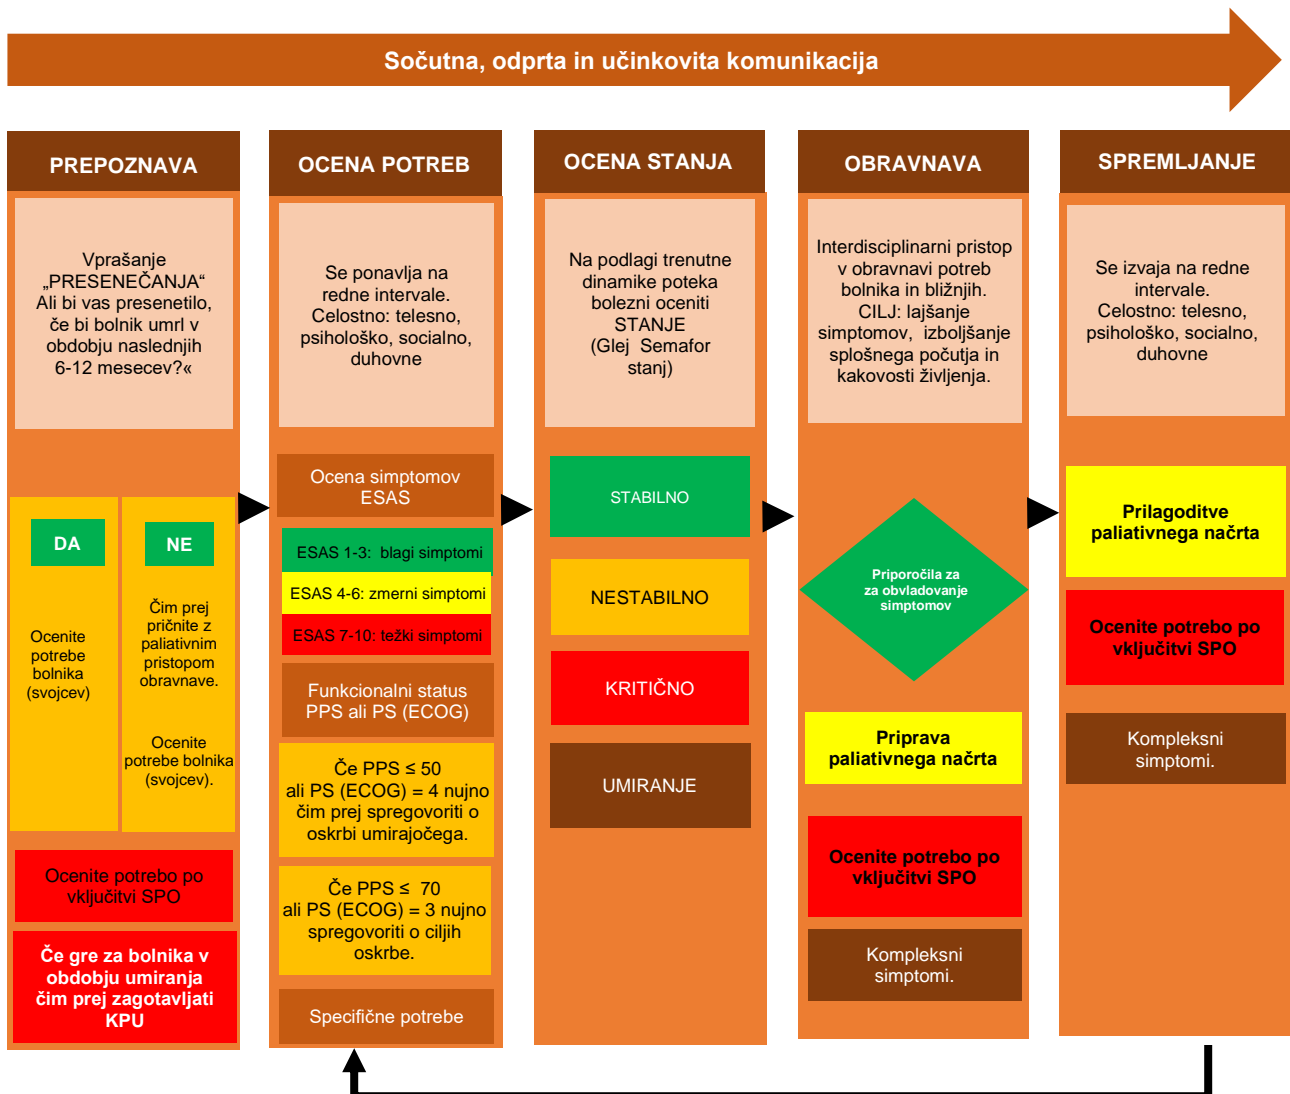 Sočutna, odprta in učinkovita komunikacija
PREPOZNAVA
Vprašanje
„PRESENEČANJA“
Ali bi vas presenetilo,
če bi bolnik umrl v
obdobju naslednjih
6-12 mesecev?«
DA
Ocenite
potrebe
bolnika
(svojcev)
NE
Čim prej
pričnite z
paliativnim
pristopom
obravnave.
Ocenite
potrebe bolnika
(svojcev).
Ocenite potrebo po
vključitvi SPO
Če gre za bolnika v
obdobju umiranja
čim prej zagotavljati
KPU
OCENA POTREB
Se ponavlja na
redne intervale.
Celostno: telesno,
psihološko, socialno,
duhovne
Ocena simptomov
ESAS
ESAS 1-3: blagi simptomi
ESAS 4-6: zmerni simptomi
ESAS 7-10: težki simptomi
Funkcionalni status
PPS ali PS (ECOG)
Če PPS ≤ 50
ali PS (ECOG) = 4 nujno
čim prej spregovoriti o
oskrbi umirajočega.
Če PPS ≤ 70
ali PS (ECOG) = 3 nujno
spregovoriti o ciljih
oskrbe.
Specifične potrebe
OCENA STANJA
Na podlagi trenutne
dinamike poteka
bolezni oceniti
STANJE
(Glej Semafor
stanj)
STABILNO
NESTABILNO
KRITIČNO
UMIRANJE
OBRAVNAVA
Interdisciplinarni pristop
v obravnavi potreb
bolnika in bližnjih.
CILJ: lajšanje
simptomov, izboljšanje
splošnega počutja in
kakovosti življenja.
Priporočila za
za obvladovanje
simptomov
Priprava
paliativnega načrta
Ocenite potrebo po
vključitvi SPO
Kompleksni
simptomi.
SPREMLJANJE
Se izvaja na redne
intervale.
Celostno: telesno,
psihološko, socialno,
duhovne
Prilagoditve
paliativnega načrta
Ocenite potrebo po
vključitvi SPO
Kompleksni
simptomi.